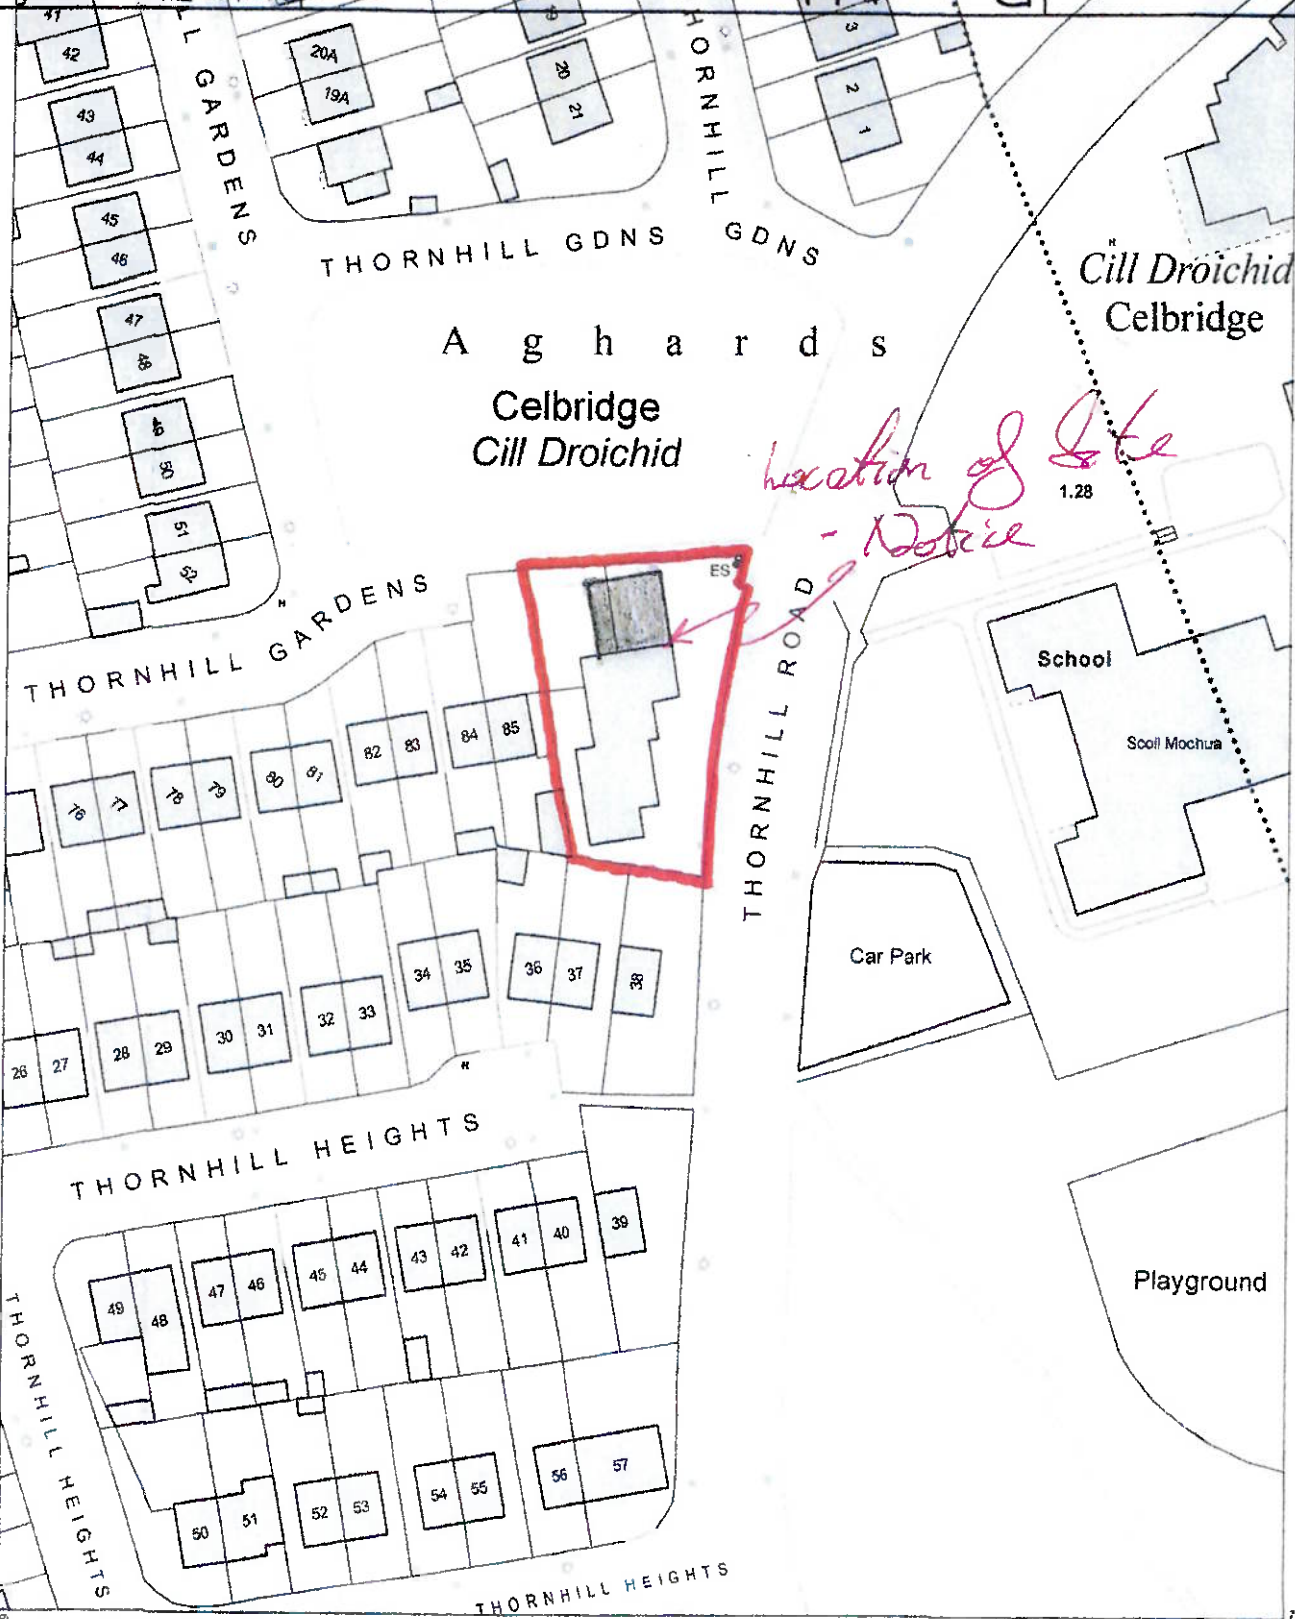 41
42
43
44
45
46
47
48
49
50
51
52
GARDENS
20A
19A
19
20
21
THORNHILL
GDNS
3
2
1
THORNHILL GDNS
Cill Droichid
Celbridge
Aghards
Celbridge
Cill Droichid
Location of Site
- Notice
1.28
ES
THORNHILL GARDENS
THORNHILL ROAD
School
Scoil Mochua
76 77 78 79 80 81 82 83 84 85
Car Park
26 27 28 29 30 31 32 33 34 35 36 37 38
THORNHILL HEIGHTS
49 48 47 46 45 44 43 42 41 40 39
Playground
THORNHILL HEIGHTS
50 51 52 53 54 55 56 57
THORNHILL HEIGHTS